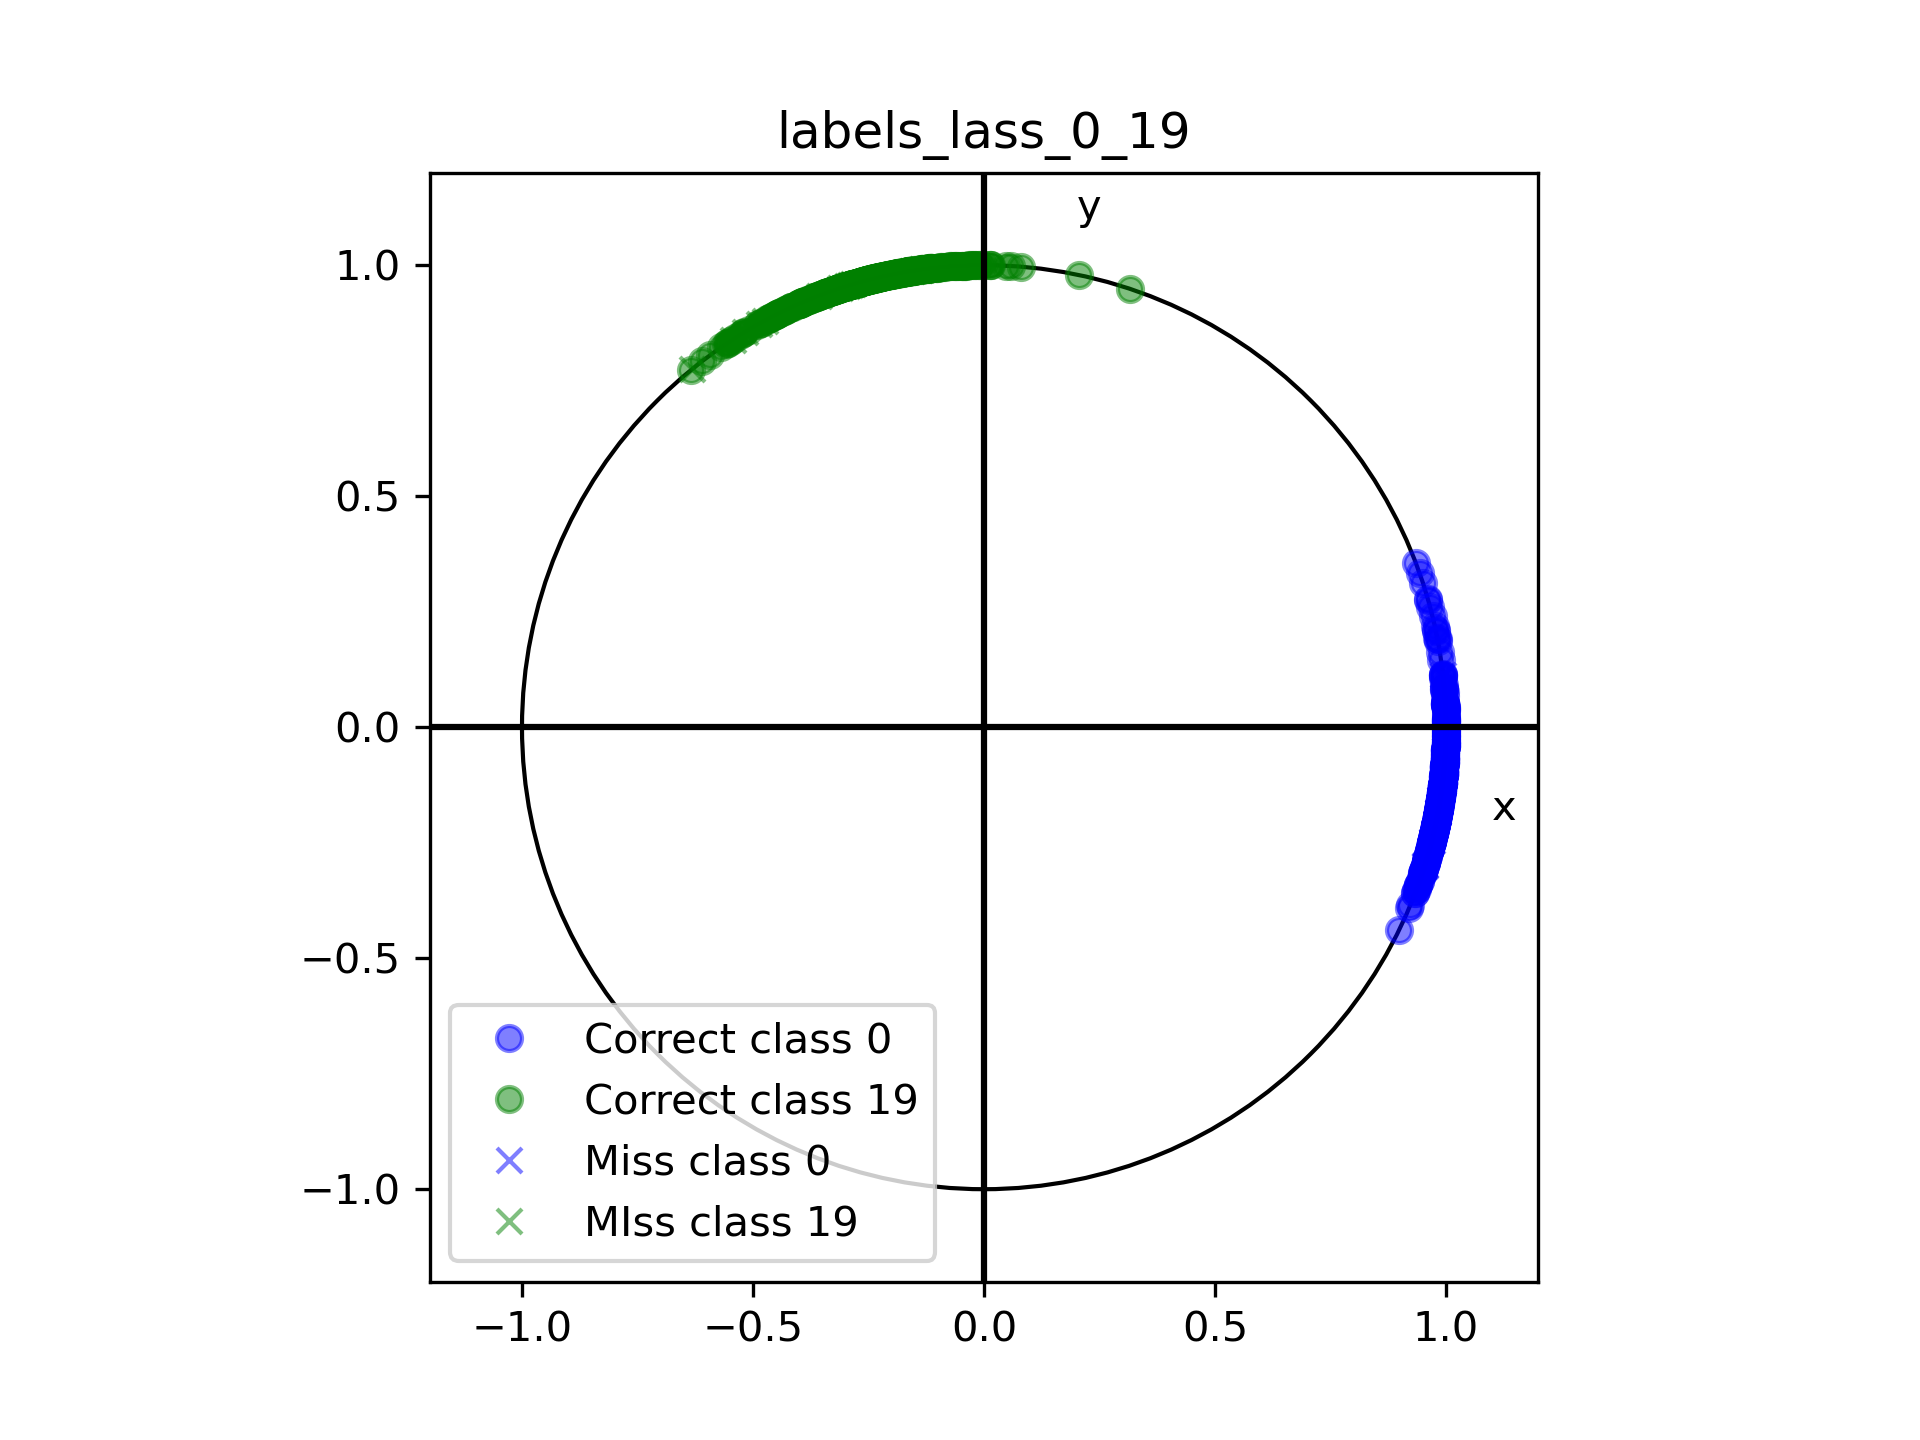 labels_lass_0_19
y
1.0
0.5
0.0
x
−0.5
−1.0
Correct class 0
Correct class 19
Miss class 0
MIss class 19
−1.0 −0.5 0.0 0.5 1.0